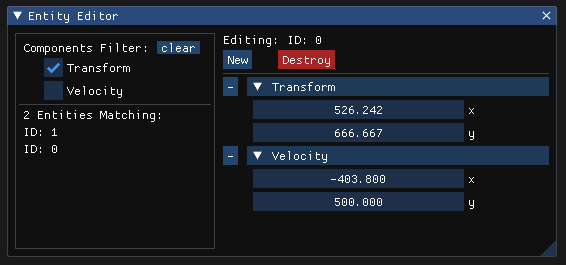 Entity Editor
Components Filter: clear
Transform
Velocity
2 Entities Matching:
ID: 1
ID: 0
Editing: ID: 0
New Destroy
- Transform
526.242 x
666.667 y
- Velocity
-403.800 x
500.000 y